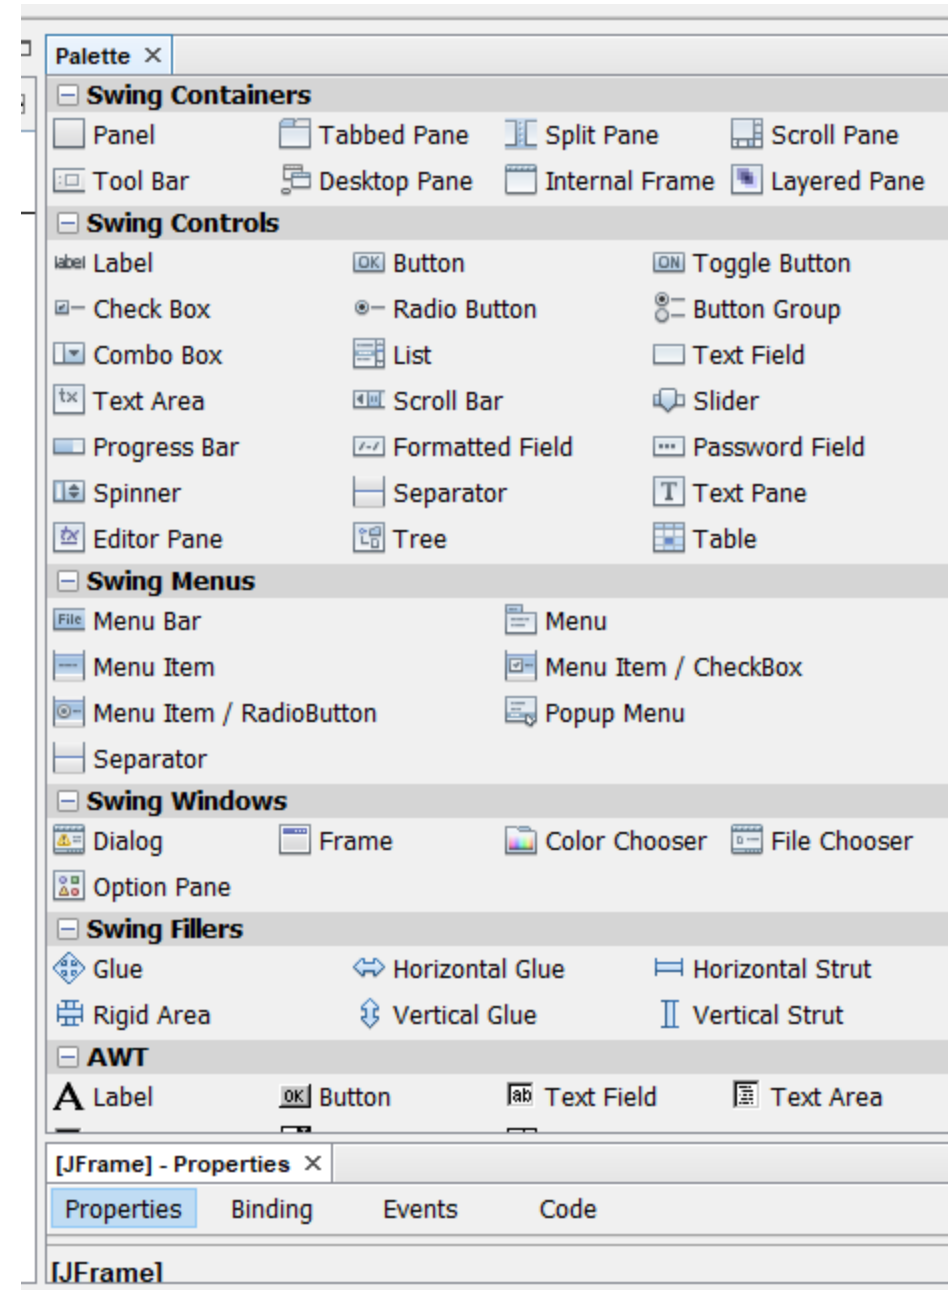 Palette
Swing Containers
Panel Tabbed Pane Split Pane Scroll Pane
Tool Bar Desktop Pane Internal Frame Layered Pane
Swing Controls
label Label OK Button ON Toggle Button
Check Box Radio Button Button Group
Combo Box List Text Field
tx Text Area Scroll Bar Slider
Progress Bar Formatted Field Password Field
Spinner Separator T Text Pane
tx Editor Pane Tree Table
Swing Menus
File Menu Bar Menu
Menu Item Menu Item / CheckBox
Menu Item / RadioButton Popup Menu
Separator
Swing Windows
Dialog Frame Color Chooser File Chooser
Option Pane
Swing Fillers
Glue Horizontal Glue Horizontal Strut
Rigid Area Vertical Glue Vertical Strut
AWT
A Label OK Button ab Text Field Text Area
[JFrame] - Properties
Properties Binding Events Code
[JFrame]